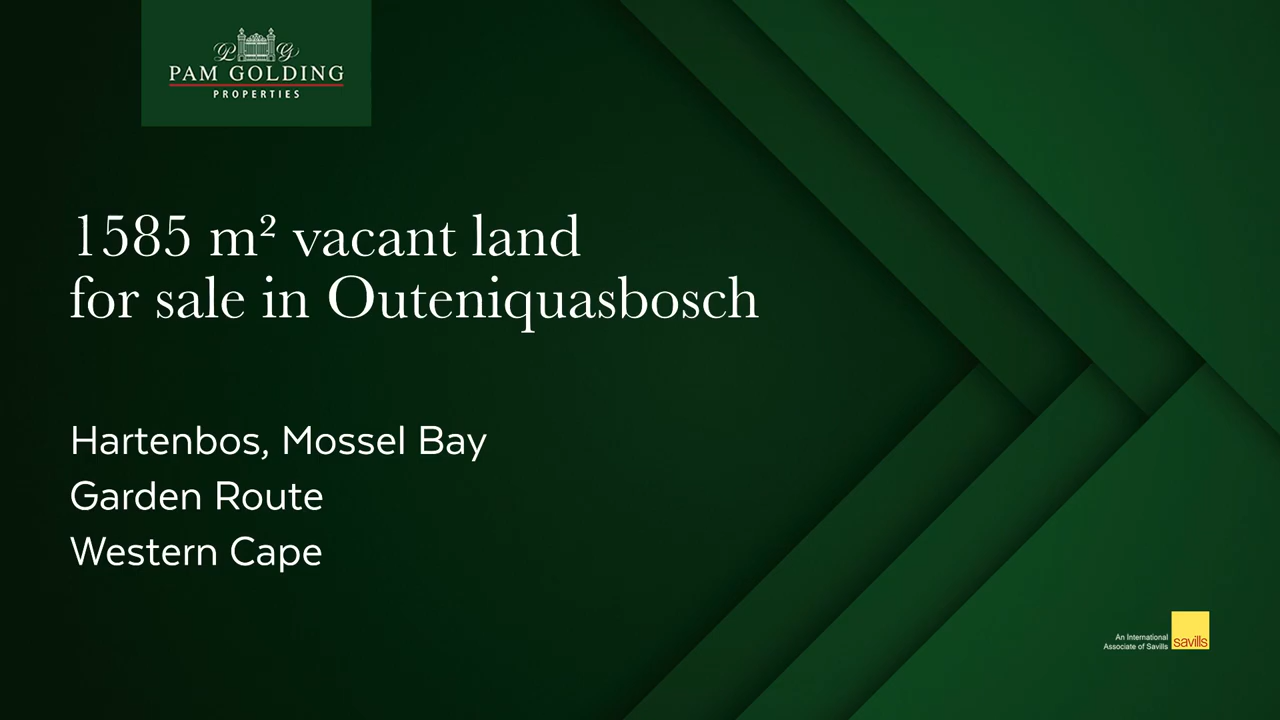 PAM GOLDING
PROPERTIES
1585 m² vacant land
for sale in Outeniquasbosch
Hartenbos, Mossel Bay
Garden Route
Western Cape
An International
Associate of Savills
savills